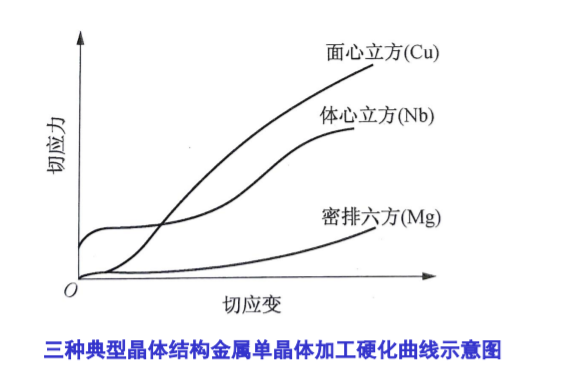 面心立方(Cu)
体心立方(Nb)
切应力
密排六方(Mg)
O
切应变
三种典型晶体结构金属单晶体加工硬化曲线示意图